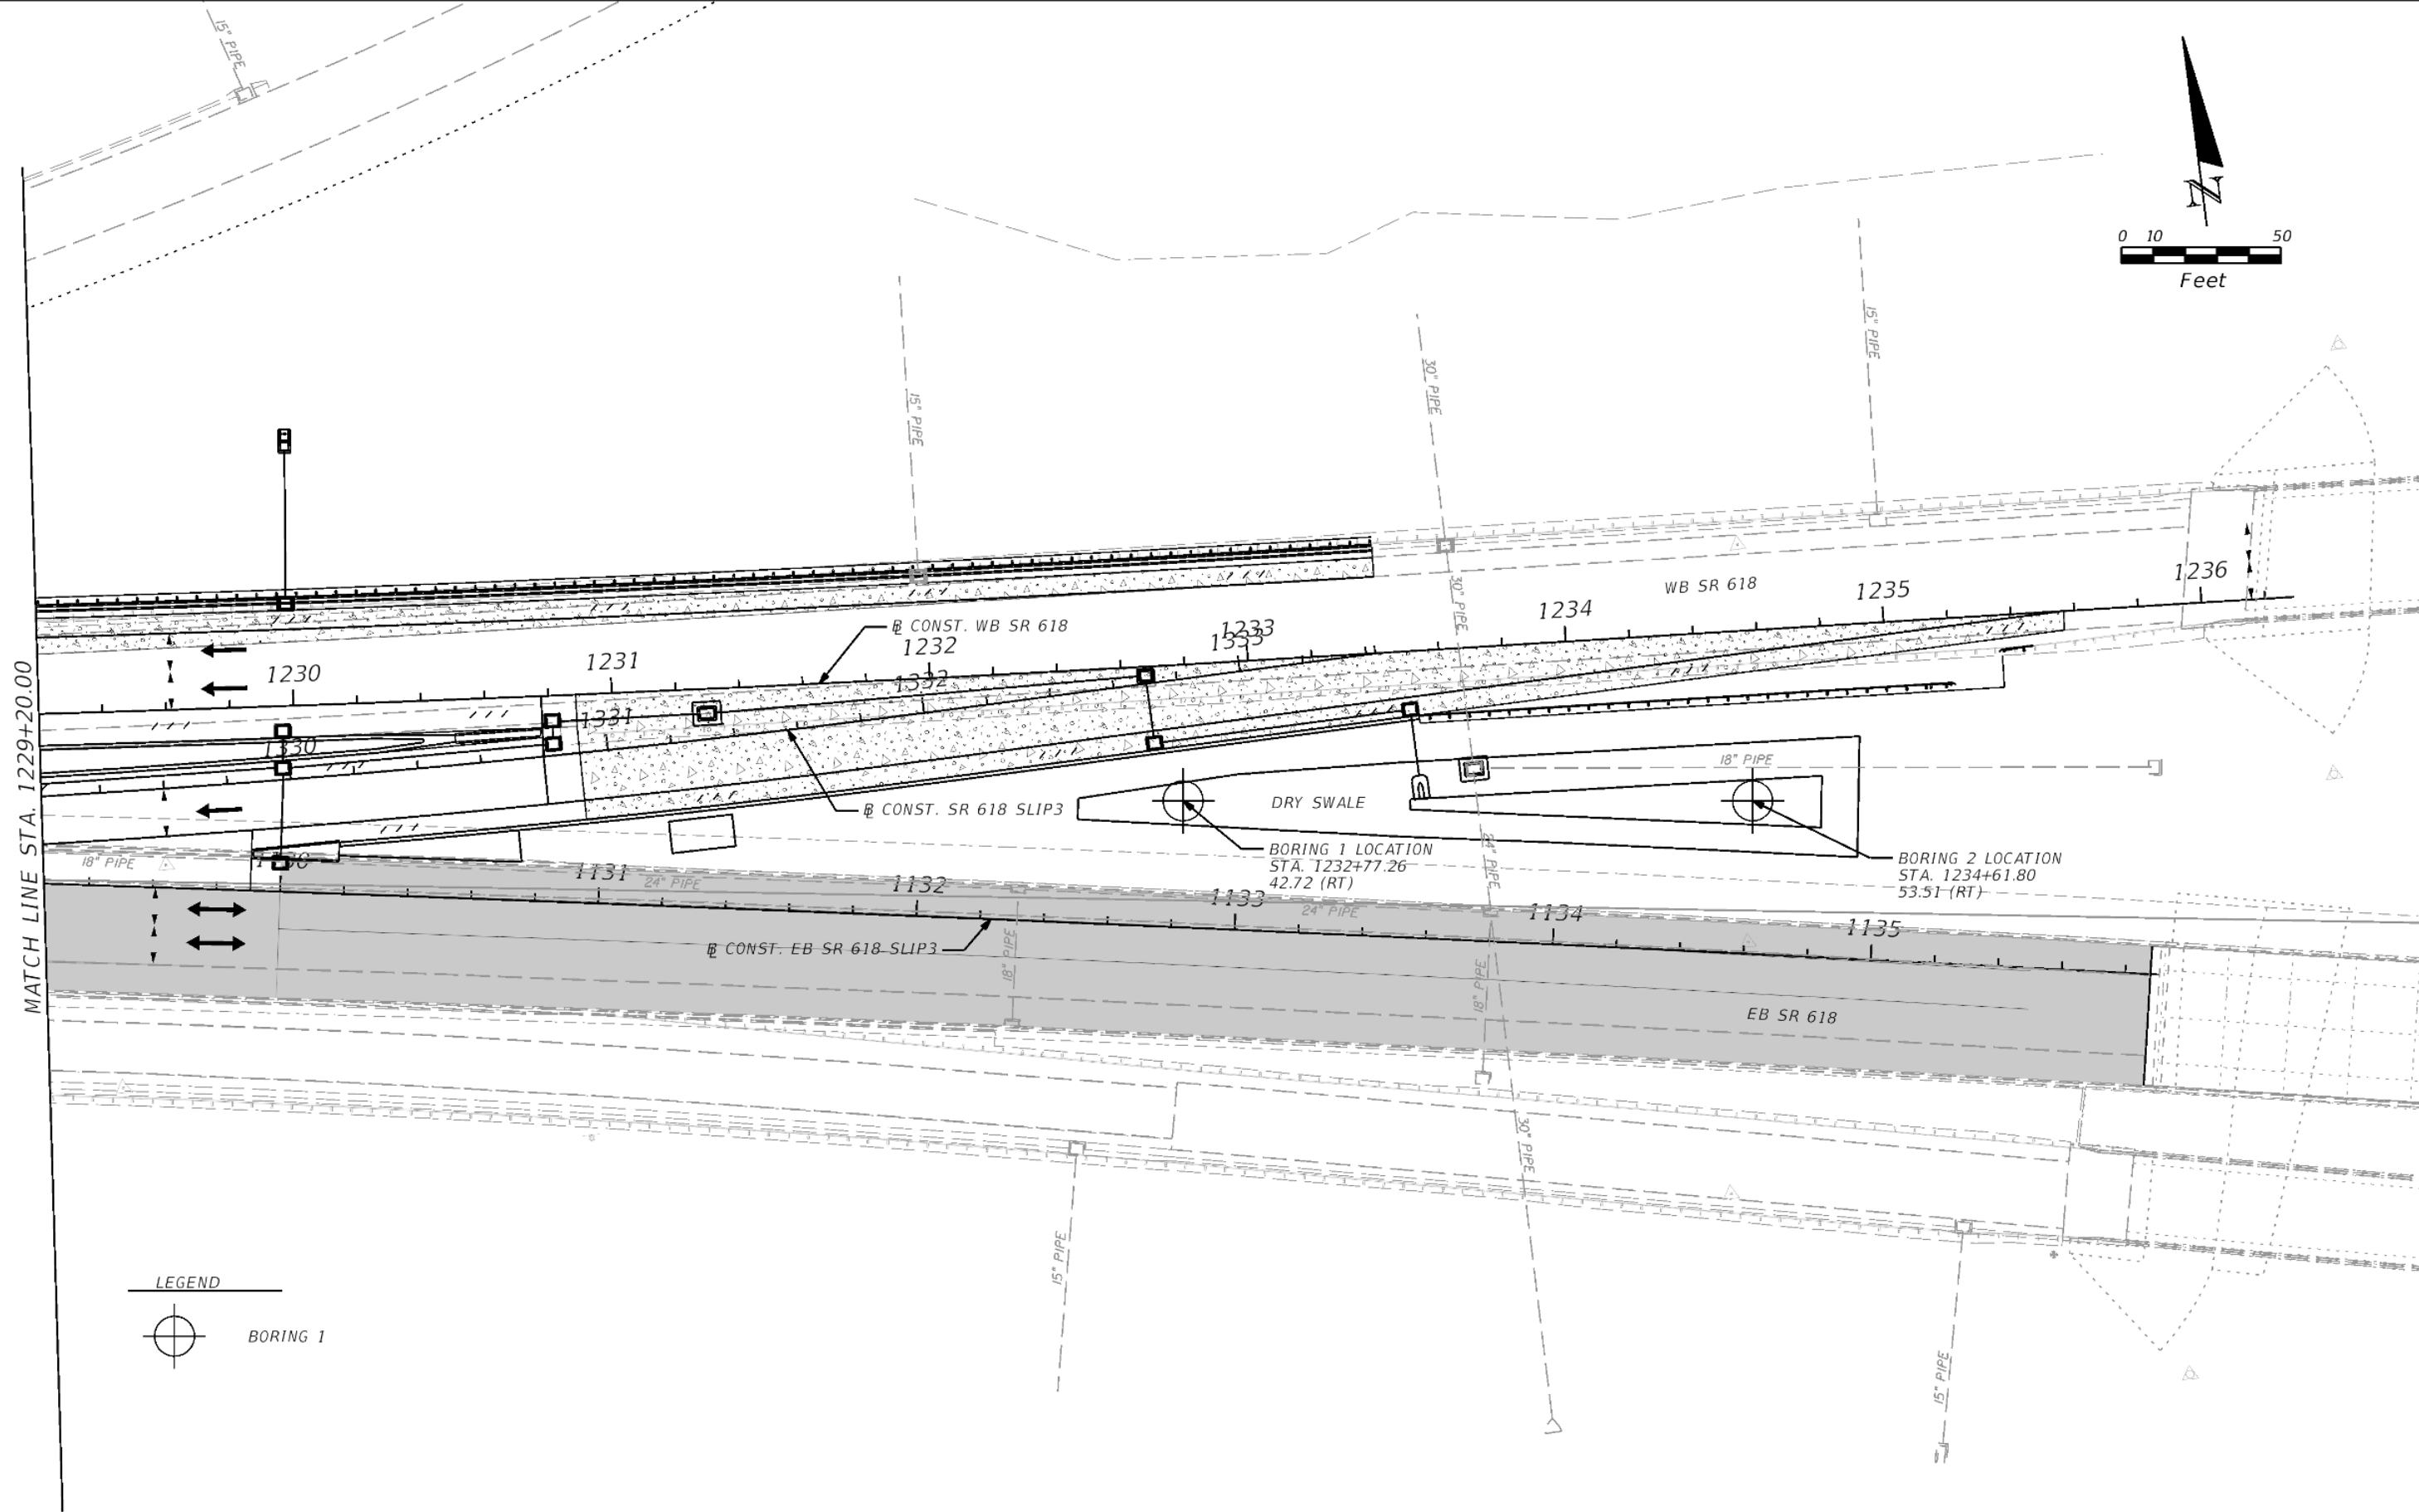 15" PIPE
N
0 10 50
Feet
15" PIPE
30" PIPE
15" PIPE
WB SR 618
1230
1231
1232
1233
1234
1235
1236
30" PIPE
℄ CONST. WB SR 618
1330
1331
1332
1333
MATCH LINE STA. 1229+20.00
18" PIPE
DRY SWALE
℄ CONST. SR 618 SLIP3
BORING 1 LOCATION
STA. 1232+77.26
42.72 (RT)
24" PIPE
BORING 2 LOCATION
STA. 1234+61.80
53.51 (RT)
18" PIPE
1130
1131
24" PIPE
1132
1133
24" PIPE
1134
1135
℄ CONST. EB SR 618 SLIP3
18" PIPE
18" PIPE
EB SR 618
30" PIPE
15" PIPE
15" PIPE
LEGEND
BORING 1